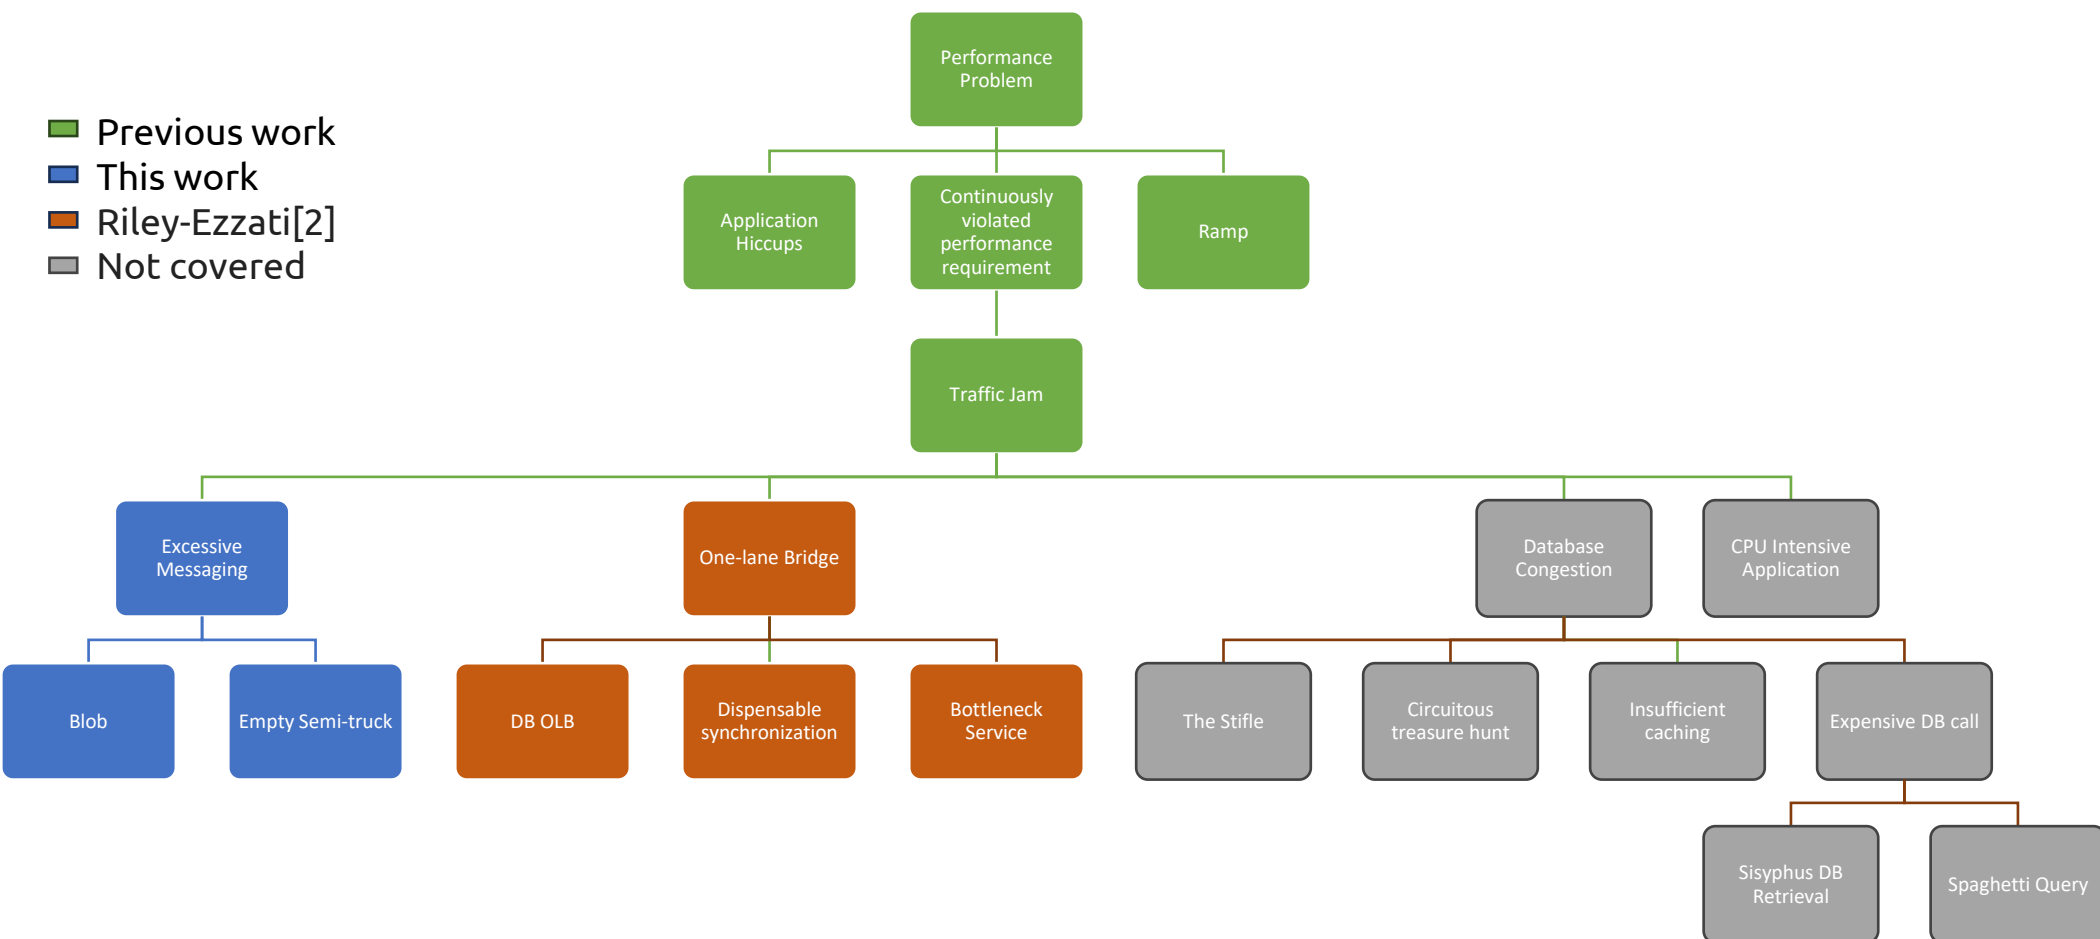 Performance
Problem
Previous work
This work
Riley-Ezzati[2]
Not covered
Application
Hiccups
Continuously
violated
performance
requirement
Ramp
Traffic Jam
Excessive
Messaging
One-lane Bridge
Database
Congestion
CPU Intensive
Application
Blob
Empty Semi-truck
DB OLB
Dispensable
synchronization
Bottleneck
Service
The Stifle
Circuitous
treasure hunt
Insufficient
caching
Expensive DB call
Sisyphus DB
Retrieval
Spaghetti Query